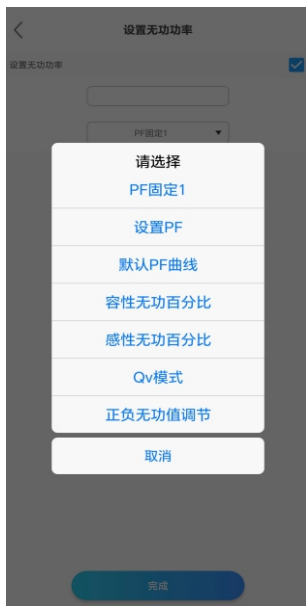 设置无功功率
设置无功功率
PF固定1
请选择
PF固定1
设置PF
默认PF曲线
容性无功百分比
感性无功百分比
Qv模式
正负无功值调节
取消
完成